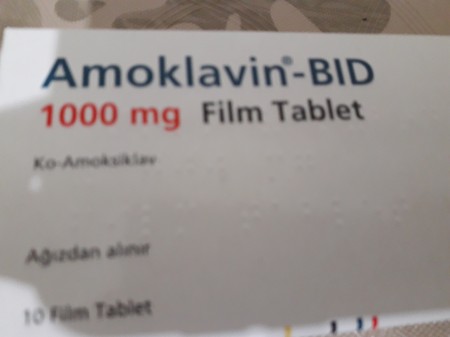 Amoklavin®-BID
1000 mg Film Tablet
Ko-Amoksiklav
Ağızdan alınır
10 Film Tablet